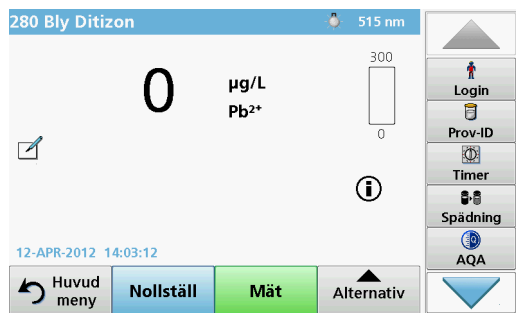 280 Bly Ditizon
515 nm
300
0
µg/L
Pb²⁺
0
12-APR-2012 14:03:12
Huvud
meny
Nollställ
Mät
Alternativ
Login
Prov-ID
Timer
Spädning
AQA